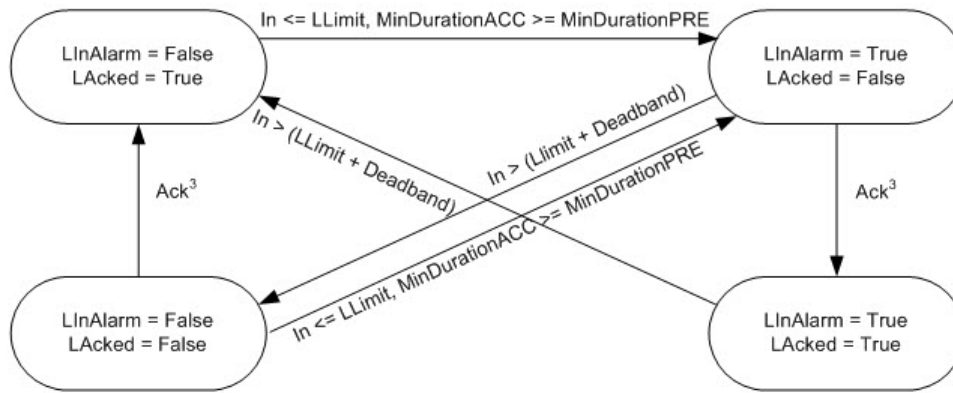 In <= LLimit, MinDurationACC >= MinDurationPRE
LInAlarm = False
LAcked = True
LInAlarm = True
LAcked = False
In > (LLimit + Deadband)
In > (Llimit + Deadband)
In <= LLimit, MinDurationACC >= MinDurationPRE
Ack³
Ack³
LInAlarm = False
LAcked = False
LInAlarm = True
LAcked = True